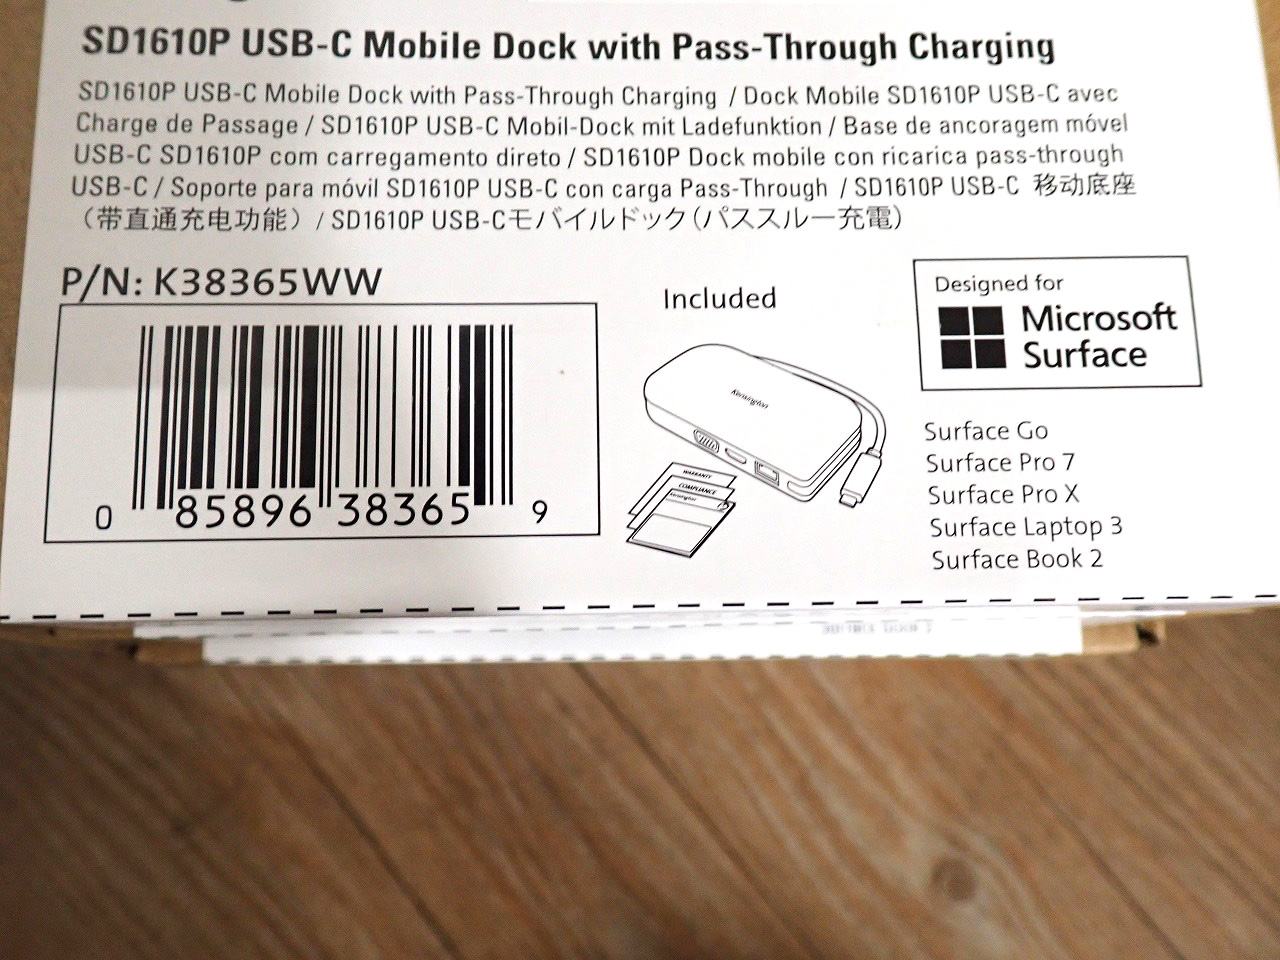 SD1610P USB-C Mobile Dock with Pass-Through Charging
SD1610P USB-C Mobile Dock with Pass-Through Charging / Dock Mobile SD1610P USB-C avec
Charge de Passage / SD1610P USB-C Mobil-Dock mit Ladefunktion / Base de ancoragem móvel
USB-C SD1610P com carregamento direto / SD1610P Dock mobile con ricarica pass-through
USB-C / Soporte para móvil SD1610P USB-C con carga Pass-Through / SD1610P USB-C 移动底座
（带直通充电功能）/ SD1610P USB-Cモバイルドック（パススルー充電）
P/N: K38365WW
0 85896 38365 9
Included
Kensington
WARRANTY
COMPLIANCE
Kensington
Designed for
Microsoft
Surface
Surface Go
Surface Pro 7
Surface Pro X
Surface Laptop 3
Surface Book 2